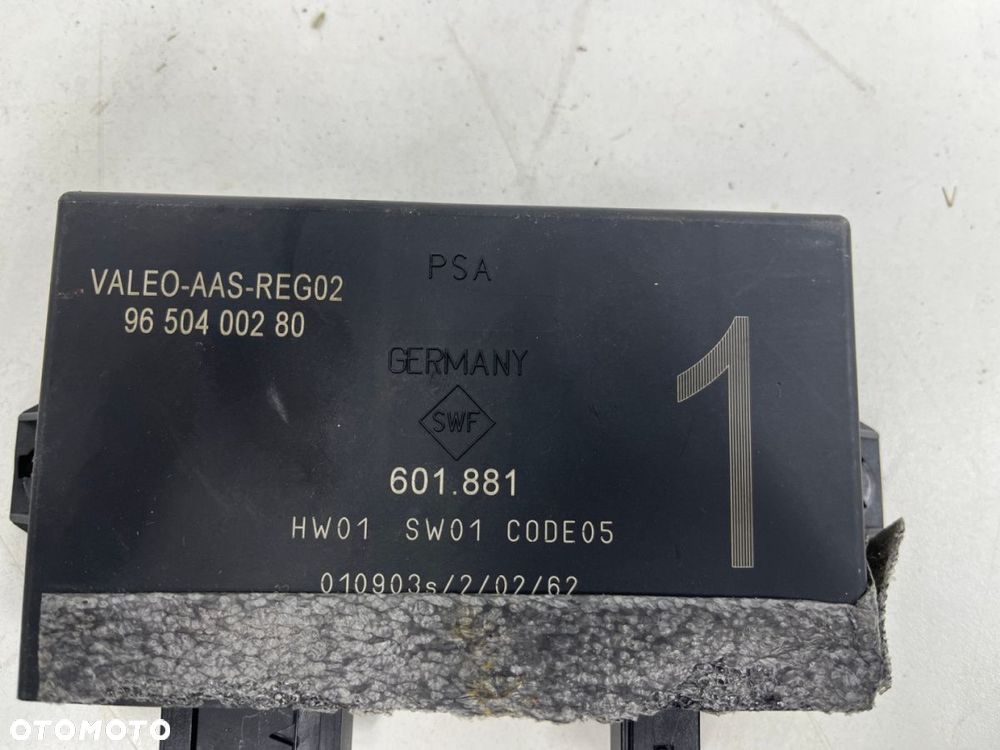 VALEO-AAS-REG02
96 504 002 80
PSA
GERMANY
SWF
601.881
HW01 SW01 CODE05
010903s/2/02/62
1
OTOMOTO